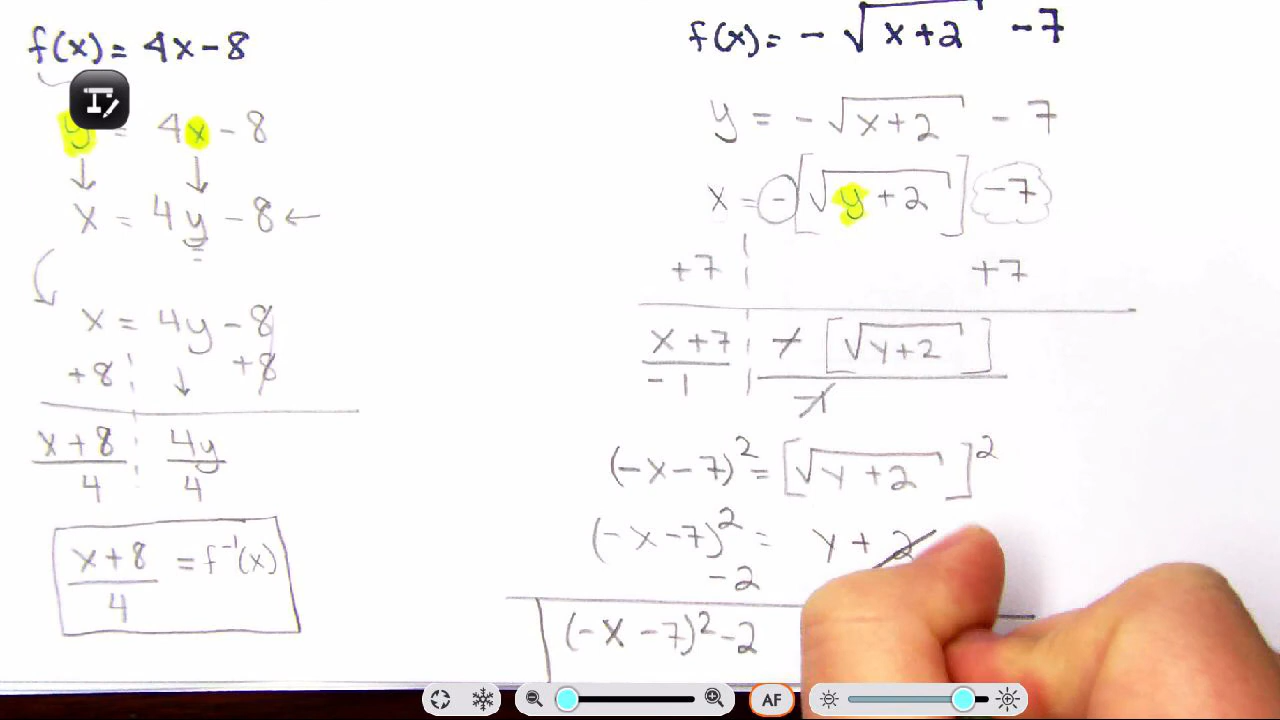 f(x) = 4x - 8
y = 4x - 8
x = 4y - 8 ←
x = 4y - 8
+8 +8
x + 8 4y
4 4
x + 8 = f⁻¹(x)
4
f(x) = - √(x+2) - 7
y = - √(x+2) - 7
x = - [√(y+2)] - 7
+7 +7
x + 7 - [√(y+2)]
-1 -1
(-x - 7)² = [√(y+2)]²
(-x - 7)² = y + 2
-2
(-x - 7)² - 2
AF